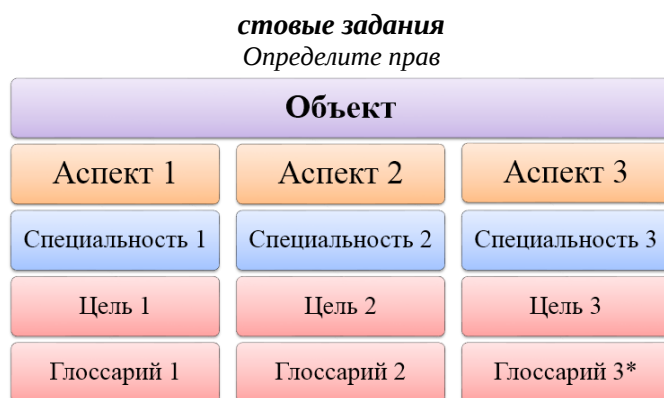 стовые задания
Определите прав
Объект
Аспект 1 Аспект 2 Аспект 3
Специальность 1 Специальность 2 Специальность 3
Цель 1 Цель 2 Цель 3
Глоссарий 1 Глоссарий 2 Глоссарий 3*